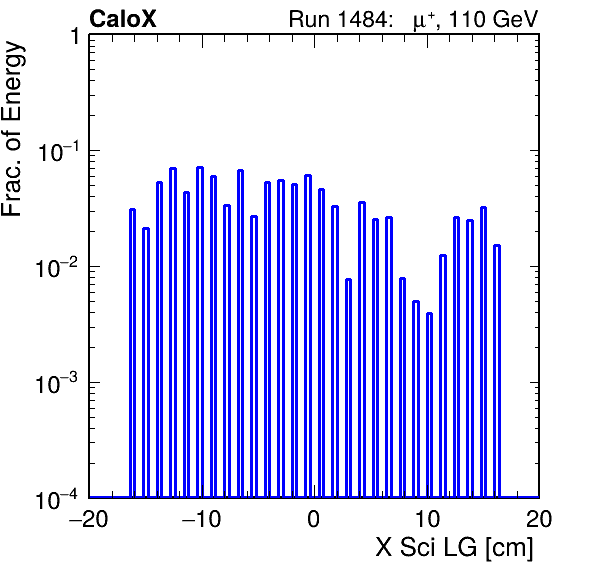 CaloX Run 1484: μ⁺, 110 GeV
Frac. of Energy
1
10⁻¹
10⁻²
10⁻³
10⁻⁴
−20 −10 0 10 20
X Sci LG [cm]